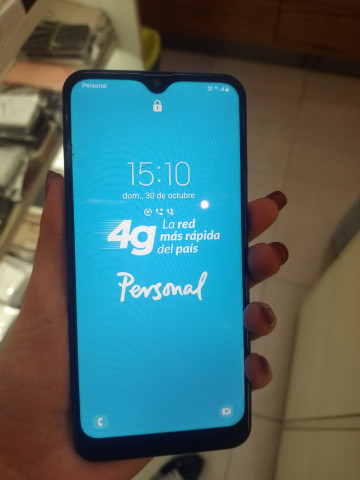 Personal
15:10
dom., 30 de octubre
4g La red
más rápida
del país
Personal